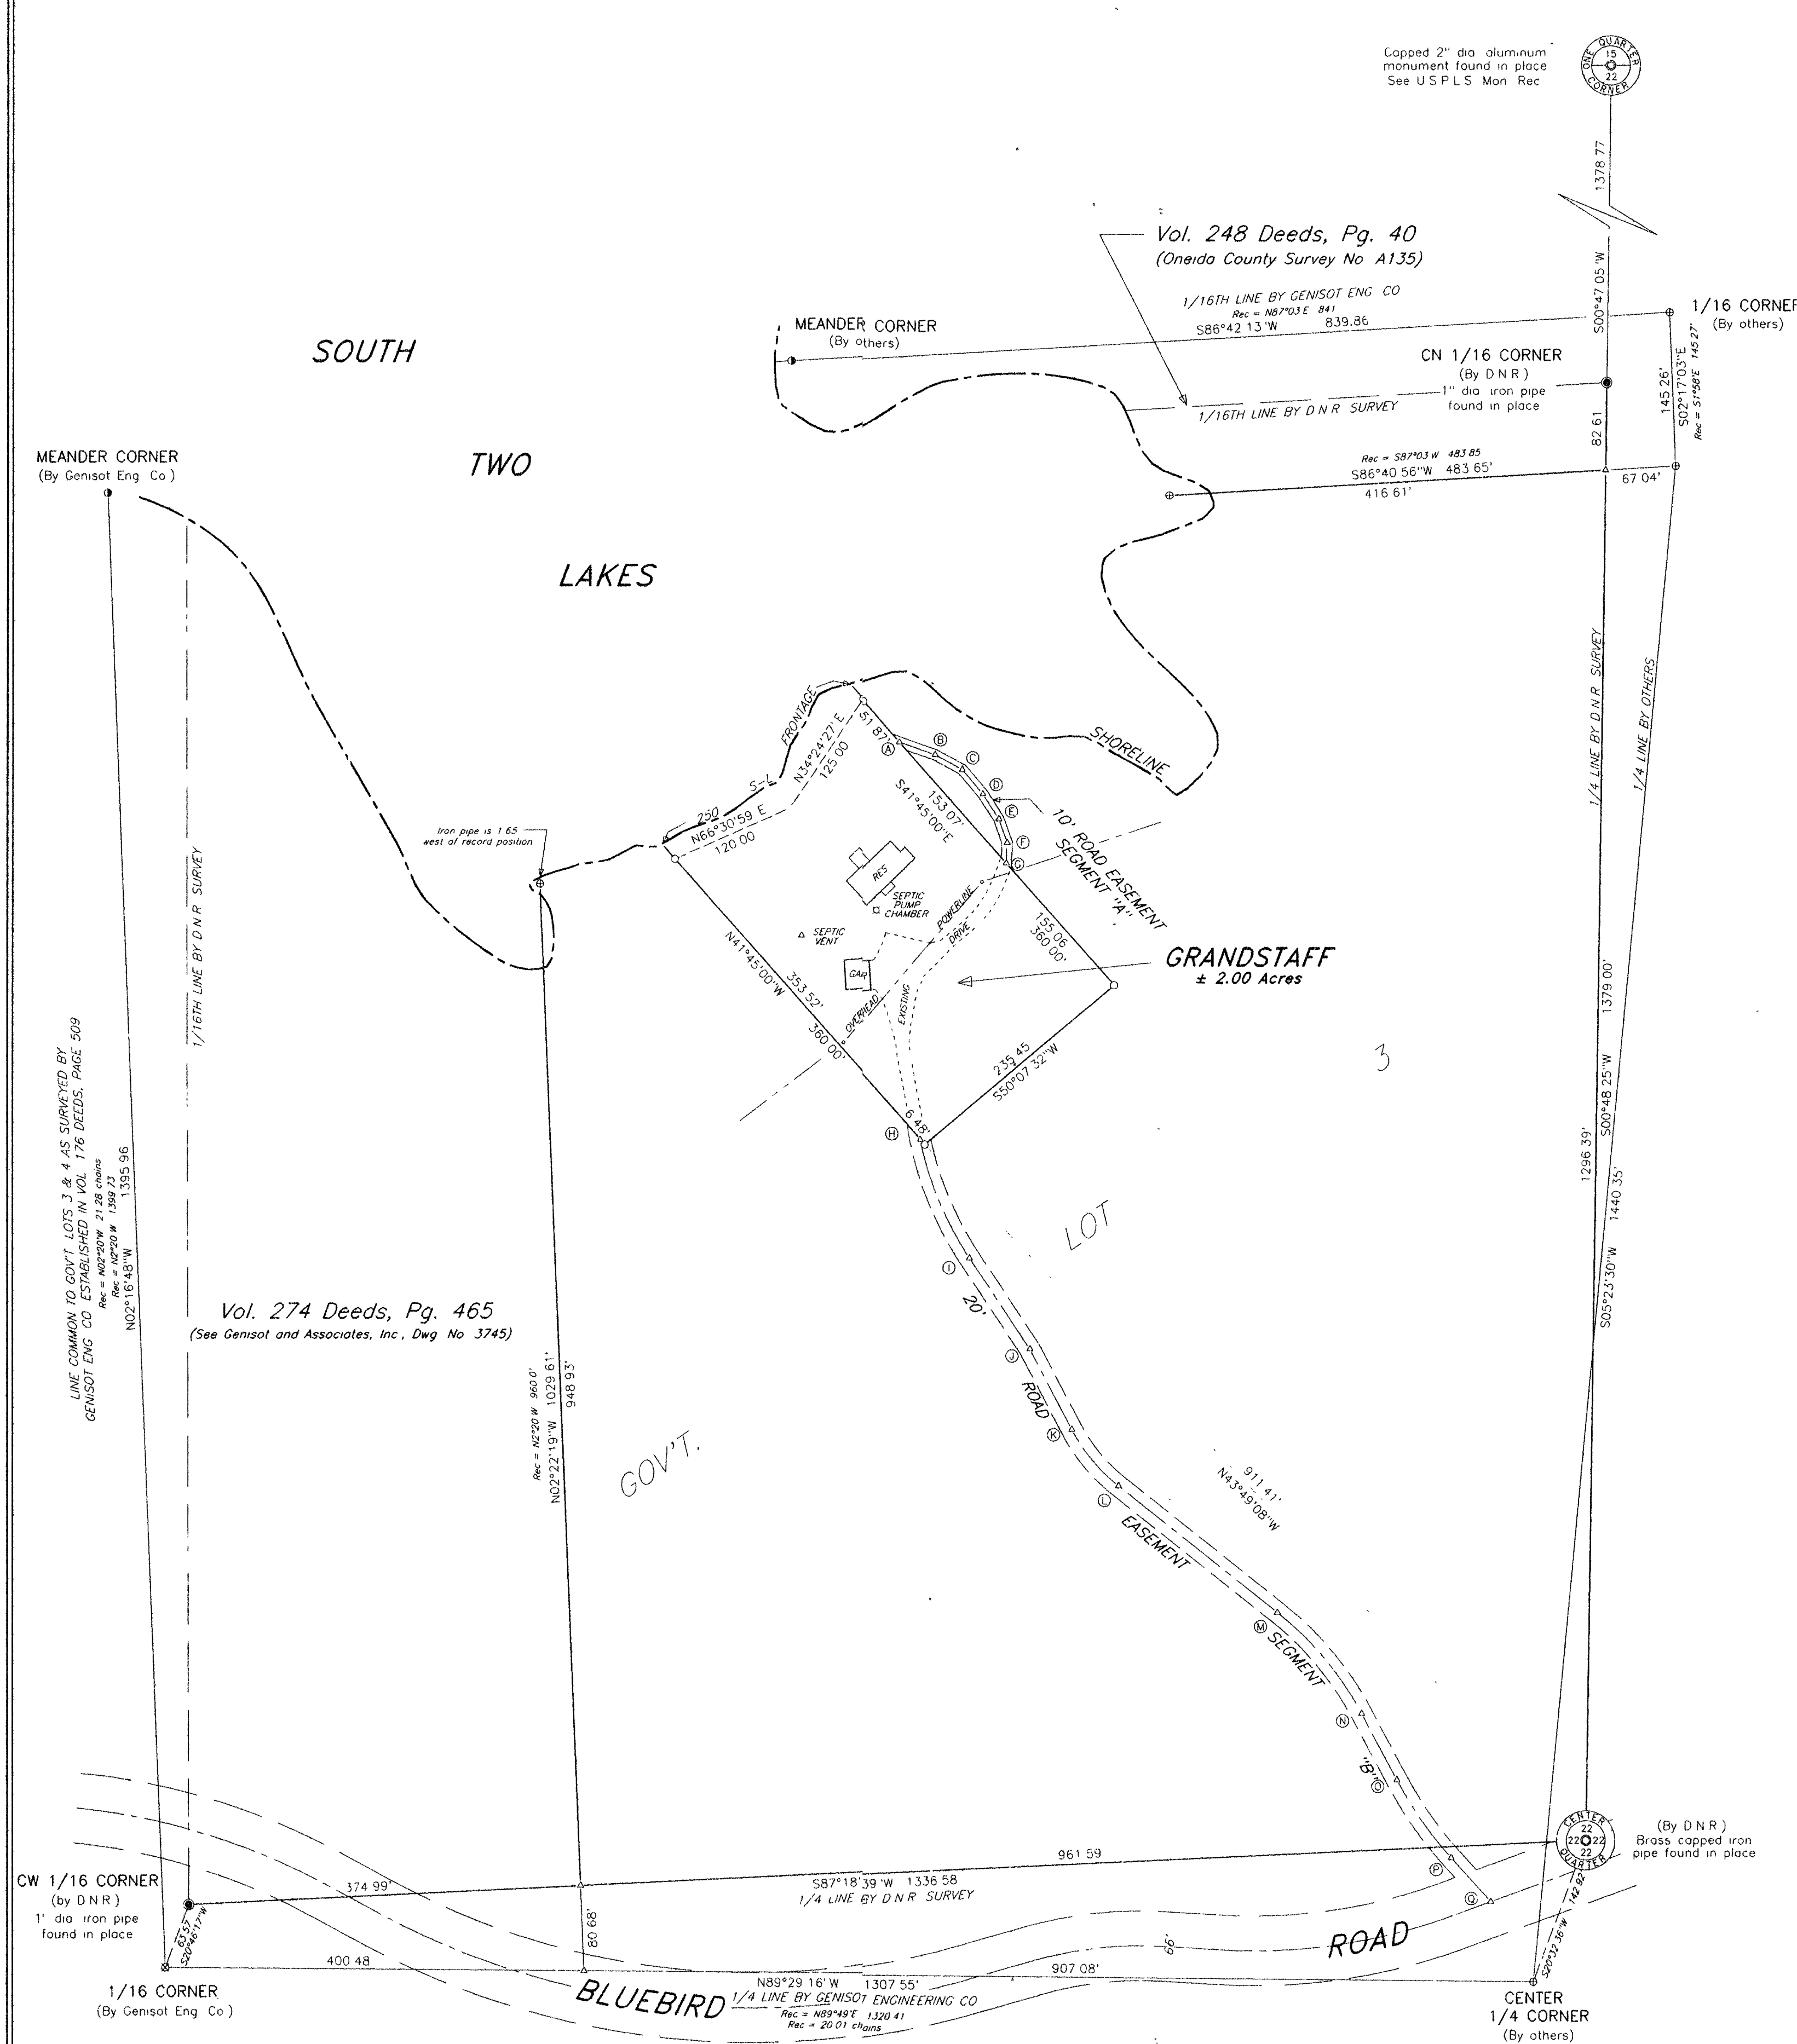 Capped 2" dia aluminum
monument found in place
See U S P L S Mon Rec
ONE QUARTER
15
22
CORNER
1378 77
S00°47 05 "W
Vol. 248 Deeds, Pg. 40
(Oneida County Survey No A135)
1/16TH LINE BY GENISOT ENG CO
Rec = N87°03 E 841
S86°42 13 'W 839.86
1/16 CORNER
(By others)
MEANDER CORNER
(By others)
CN 1/16 CORNER
(By D N R)
1" dia iron pipe
found in place
1/16TH LINE BY D N R SURVEY
145 26'
S02°17'03"E
Rec = S1°58'E 145 27'
82 61
Rec = S87°03 W 483 85
S86°40 56"W 483 65'
416 61'
67 04'
SOUTH
TWO
LAKES
MEANDER CORNER
(By Genisot Eng Co )
1/4 LINE BY D N R SURVEY
1/4 LINE BY OTHERS
FRONTAGE
S-L
250
N34°24'27" E
125 00
N66°30'59 E
120 00
51 87'
A
B
C
D
E
F
G
153 07'
S41°45'00"E
SHORELINE
10' ROAD EASEMENT
SEGMENT "A"
Iron pipe is 1 65
west of record position
RES
SEPTIC
PUMP
CHAMBER
SEPTIC
VENT
GAR
POWERLINE
DRIVE
OVERHEAD
EXISTING
155 06
360 00'
GRANDSTAFF
± 2.00 Acres
N41°45'00"W
353 52'
360 00'
235 45
S50°07 32"W
6 48'
3
LOT
GOV'T.
1/16TH LINE BY D N R SURVEY
LINE COMMON TO GOV'T LOTS 3 & 4 AS SURVEYED BY
GENISOT ENG CO ESTABLISHED IN VOL 176 DEEDS, PAGE 509
Rec = N02°20'W 21 28 chains
Rec = N2°20 W 1399 73
N02°16'48"W 1395 96
Vol. 274 Deeds, Pg. 465
(See Genisot and Associates, Inc , Dwg No 3745)
Rec = N2°20 W 960 0'
N02°22'19"W 1029 61'
948 93'
1296 39'
S00°48 25"W 1379 00'
S05°23'30"W 1440 35'
H
I
20'
J
ROAD
K
L
EASEMENT
911 41'
N43°49'08"W
M
SEGMENT
N
"B"
O
P
Q
CENTER
22
22 22
22
QUARTER
(By D N R)
Brass capped iron
pipe found in place
961 59
374 99'
S87°18'39 "W 1336 58
1/4 LINE BY D N R SURVEY
CW 1/16 CORNER
(by D N R)
1' dia iron pipe
found in place
63 57
S20°46'17"W
80 68'
142 92
S20°32 36"W
66'
ROAD
400 48
907 08'
BLUEBIRD
N89°29 16' W 1307 55'
1/4 LINE BY GENISOT ENGINEERING CO
Rec = N89°49'E 1320 41
Rec = 20 01 chains
1/16 CORNER
(By Genisot Eng Co )
CENTER
1/4 CORNER
(By others)